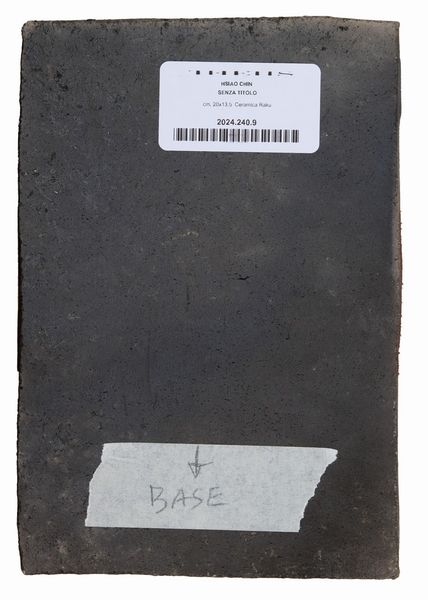 HSIAO CHIN
SENZA TITOLO
cm. 20x13,5 Ceramica Raku
2024.240.9
BASE